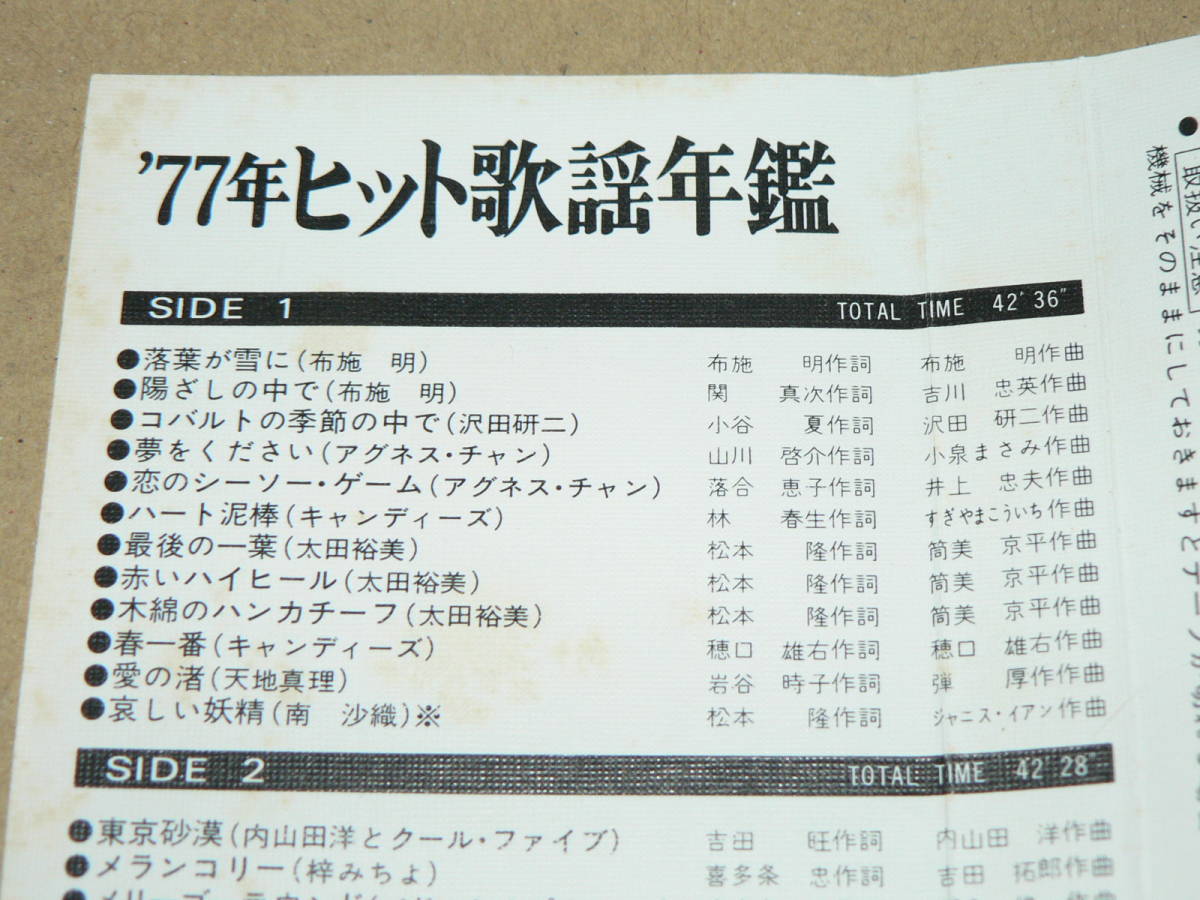 '77年ヒット歌謡年鑑
SIDE 1 TOTAL TIME 42'36"
●落葉が雪に(布施 明) 布施 明作詞 布施 明作曲
●陽ざしの中で(布施 明) 関 真次作詞 吉川 忠英作曲
●コバルトの季節の中で(沢田研二) 小谷 夏作詞 沢田 研二作曲
●夢をください(アグネス・チャン) 山川 啓介作詞 小泉まさみ作曲
●恋のシーソー・ゲーム(アグネス・チャン) 落合 恵子作詞 井上 忠夫作曲
●ハート泥棒(キャンディーズ) 林 春生作詞 すぎやまこういち作曲
●最後の一葉(太田裕美) 松本 隆作詞 筒美 京平作曲
●赤いハイヒール(太田裕美) 松本 隆作詞 筒美 京平作曲
●木綿のハンカチーフ(太田裕美) 松本 隆作詞 筒美 京平作曲
●春一番(キャンディーズ) 穂口 雄右作詞 穂口 雄右作曲
●愛の渚(天地真理) 岩谷 時子作詞 弾 厚作作曲
●哀しい妖精(南 沙織)※ 松本 隆作詞 ジャニス・イアン作曲
SIDE 2 TOTAL TIME 42'28"
●東京砂漠(内山田洋とクール・ファイブ) 吉田 旺作詞 内山田 洋作曲
●メランコリー(梓みちよ) 喜多条 忠作詞 吉田 拓郎作曲
●
取扱い注意
機械をそのままにしておきますとテープが